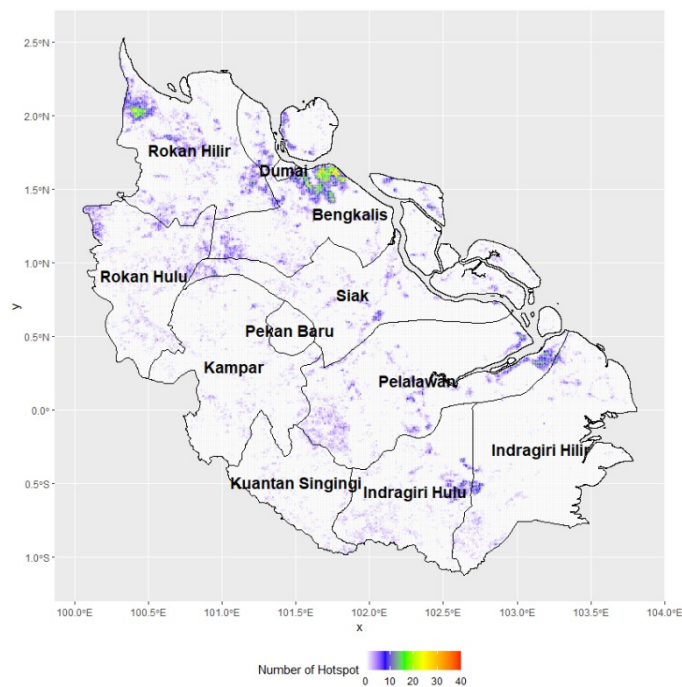 2.5°N
2.0°N
Rokan Hilir
Dumai
1.5°N
Bengkalis
1.0°N
Rokan Hulu
Siak
y
0.5°N
Pekan Baru
Kampar
Pelalawan
0.0°
Indragiri Hilir
0.5°S
Kuantan Singingi
Indragiri Hulu
1.0°S
100.0°E 100.5°E 101.0°E 101.5°E 102.0°E 102.5°E 103.0°E 103.5°E 104.0°E
x
Number of Hotspot
0 10 20 30 40